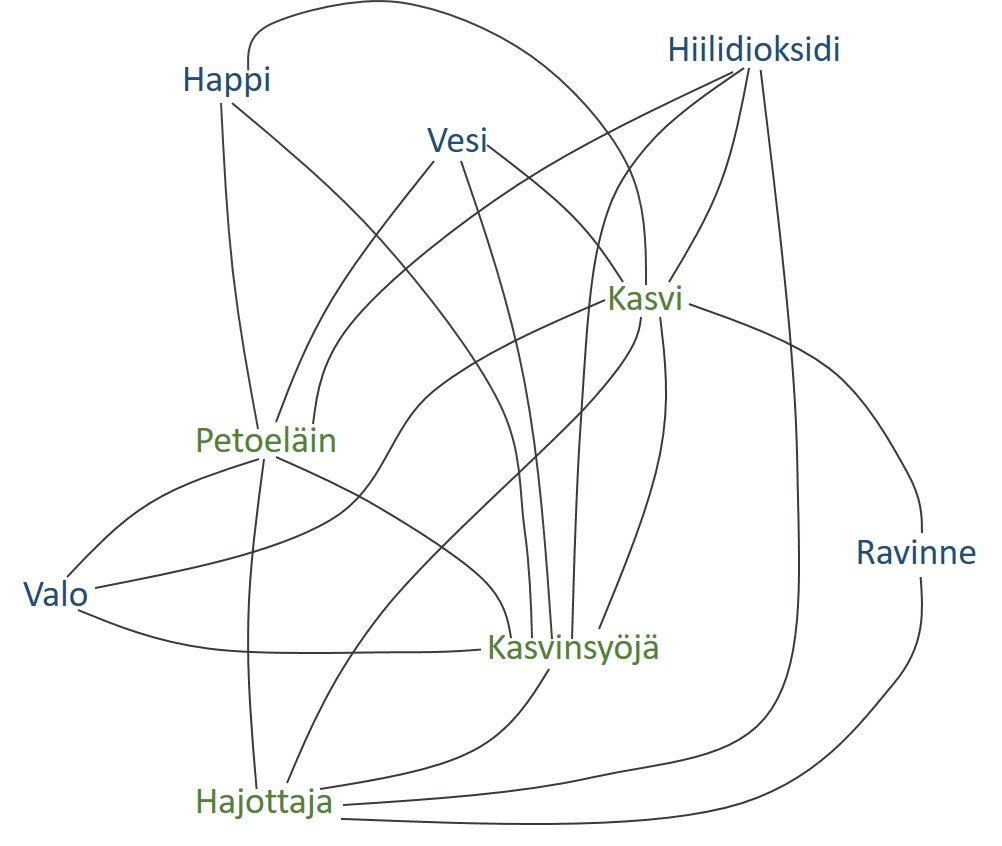 Hiilidioksidi
Happi
Vesi
Kasvi
Petoeläin
Ravinne
Valo
Kasvinsyöjä
Hajottaja